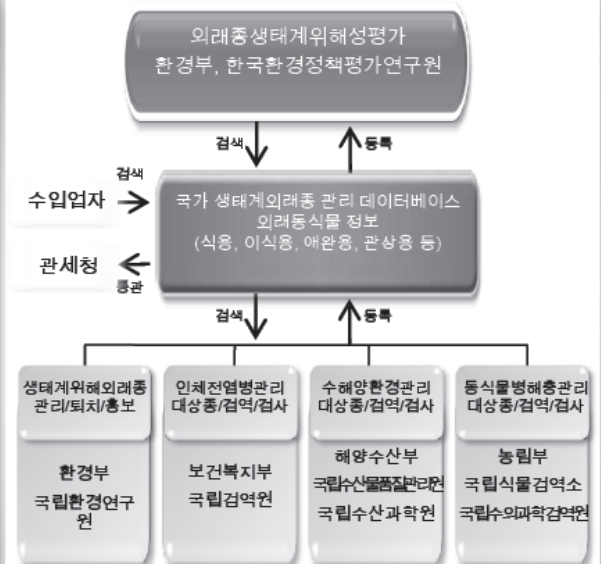 외래종생태계위해성평가
환경부, 한국환경정책평가연구원
검색
등록
검색
수입업자
국가 생태계외래종 관리 데이터베이스
외래동식물 정보
(식용, 이식용, 애완용, 관상용 등)
관세청
통관
검색
등록
생태계위해외래종
관리/퇴치/홍보
환경부
국립환경연구
원
인체전염병관리
대상종/검역/검사
보건복지부
국립검역원
수해양환경관리
대상종/검역/검사
해양수산부
국립수산물품질관리원
국립수산과학원
동식물병해충관리
대상종/검역/검사
농림부
국립식물검역소
국립수의과학검역원